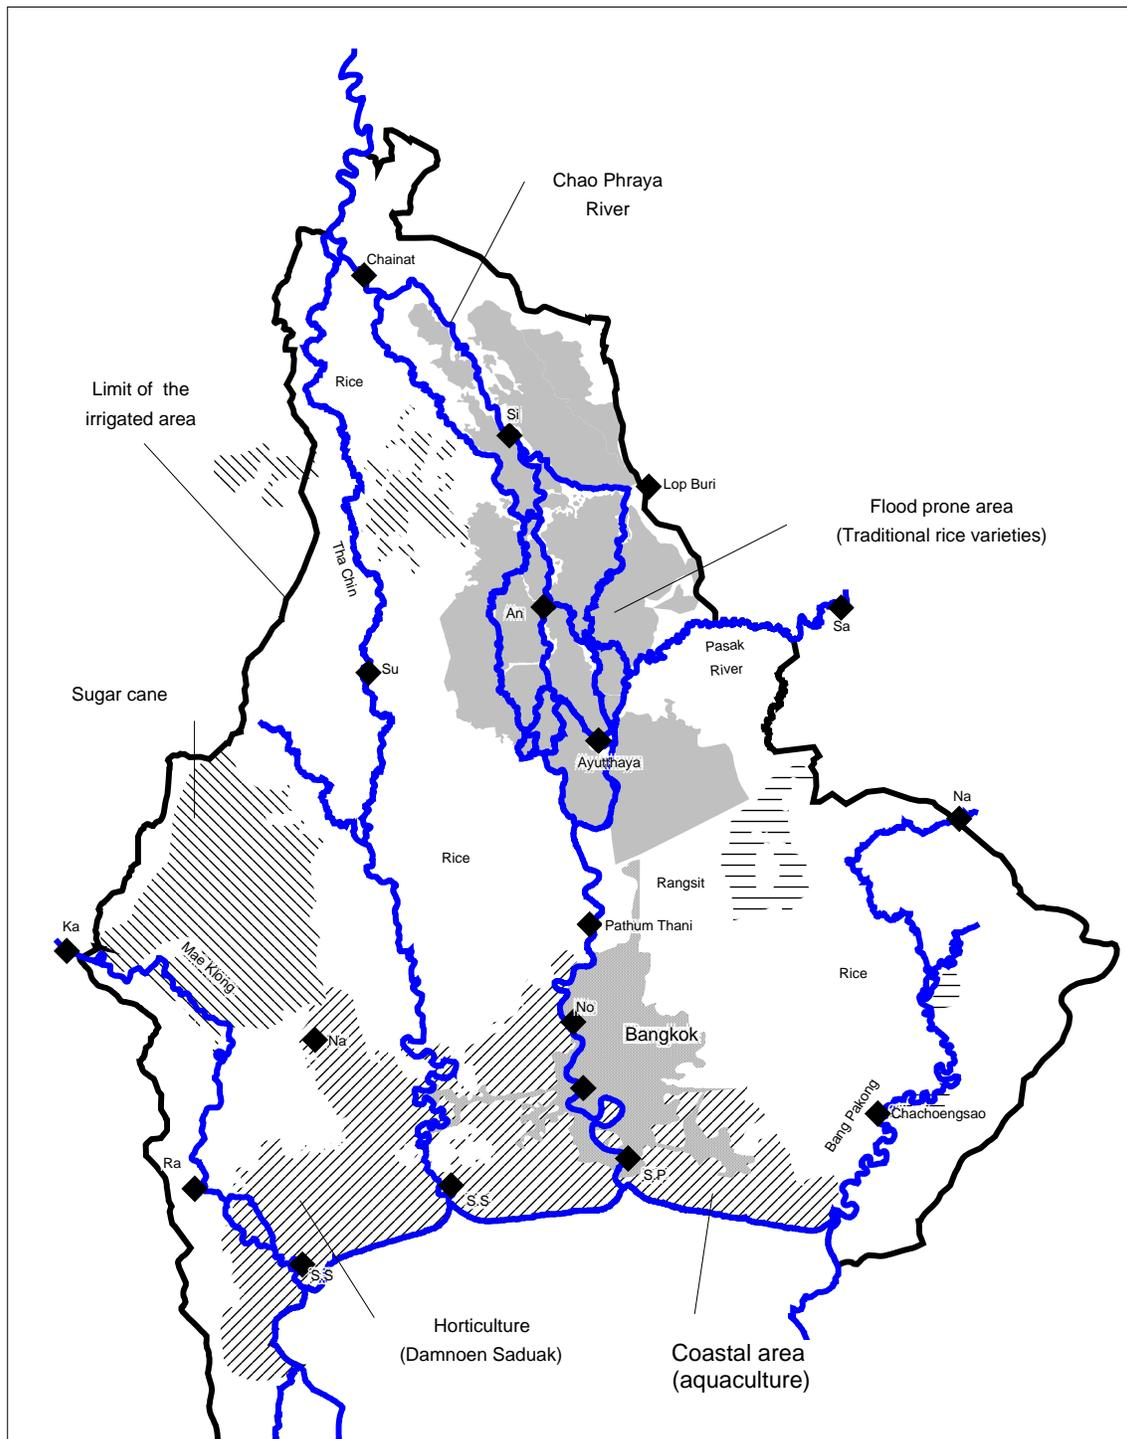 Chao Phraya
River
Chainat
Rice
Limit of  the
irrigated area
Si
Lop Buri
Flood prone area
(Traditional rice varieties)
Tha Chin
An
Sa
Pasak
River
Su
Sugar cane
Ayutthaya
Na
Rice
Rangsit
Ka
Pathum Thani
Mae Klong
Rice
No
Na
Bangkok
Bang Pakong
Chachoengsao
Ra
S.P
S.S
S.S
Horticulture
(Damnoen Saduak)
Coastal area
(aquaculture)